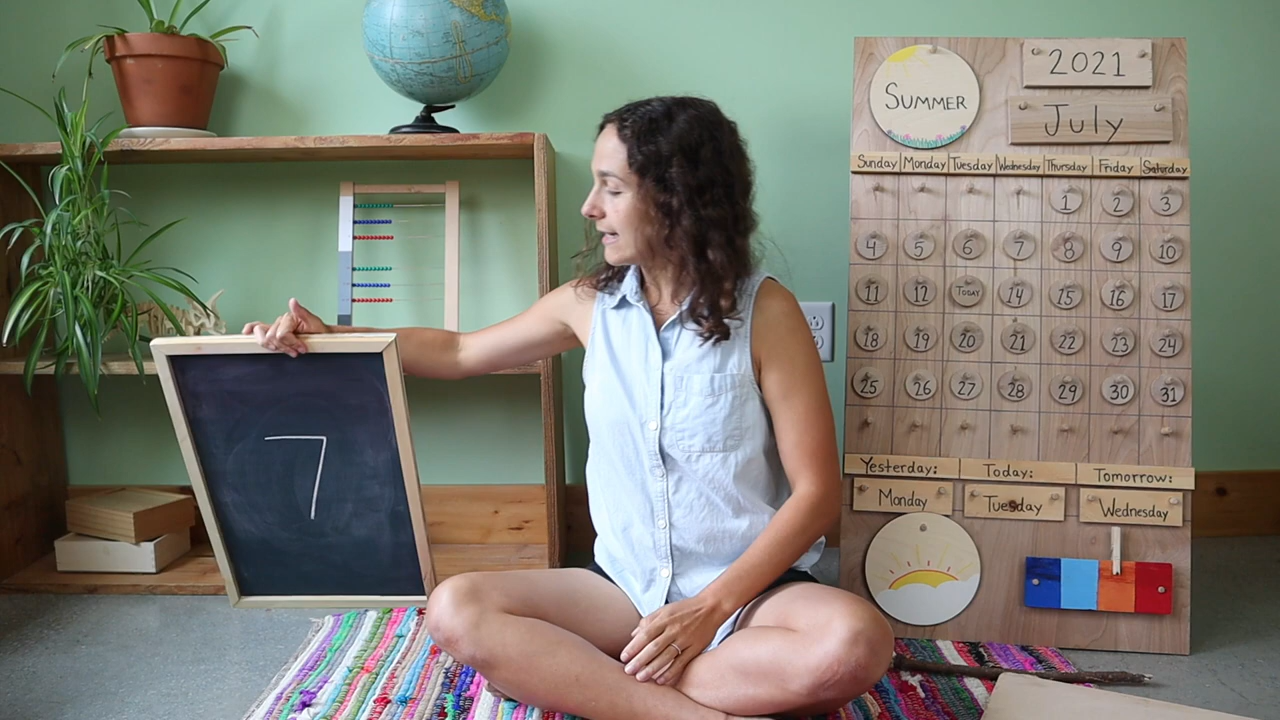 7
SUMMER
2021
July
Sunday Monday Tuesday Wednesday Thursday Friday Saturday
1 2 3
4 5 6 7 8 9 10
11 12 TODAY 14 15 16 17
18 19 20 21 22 23 24
25 26 27 28 29 30 31
Yesterday: Today: Tomorrow:
Monday Tuesday Wednesday